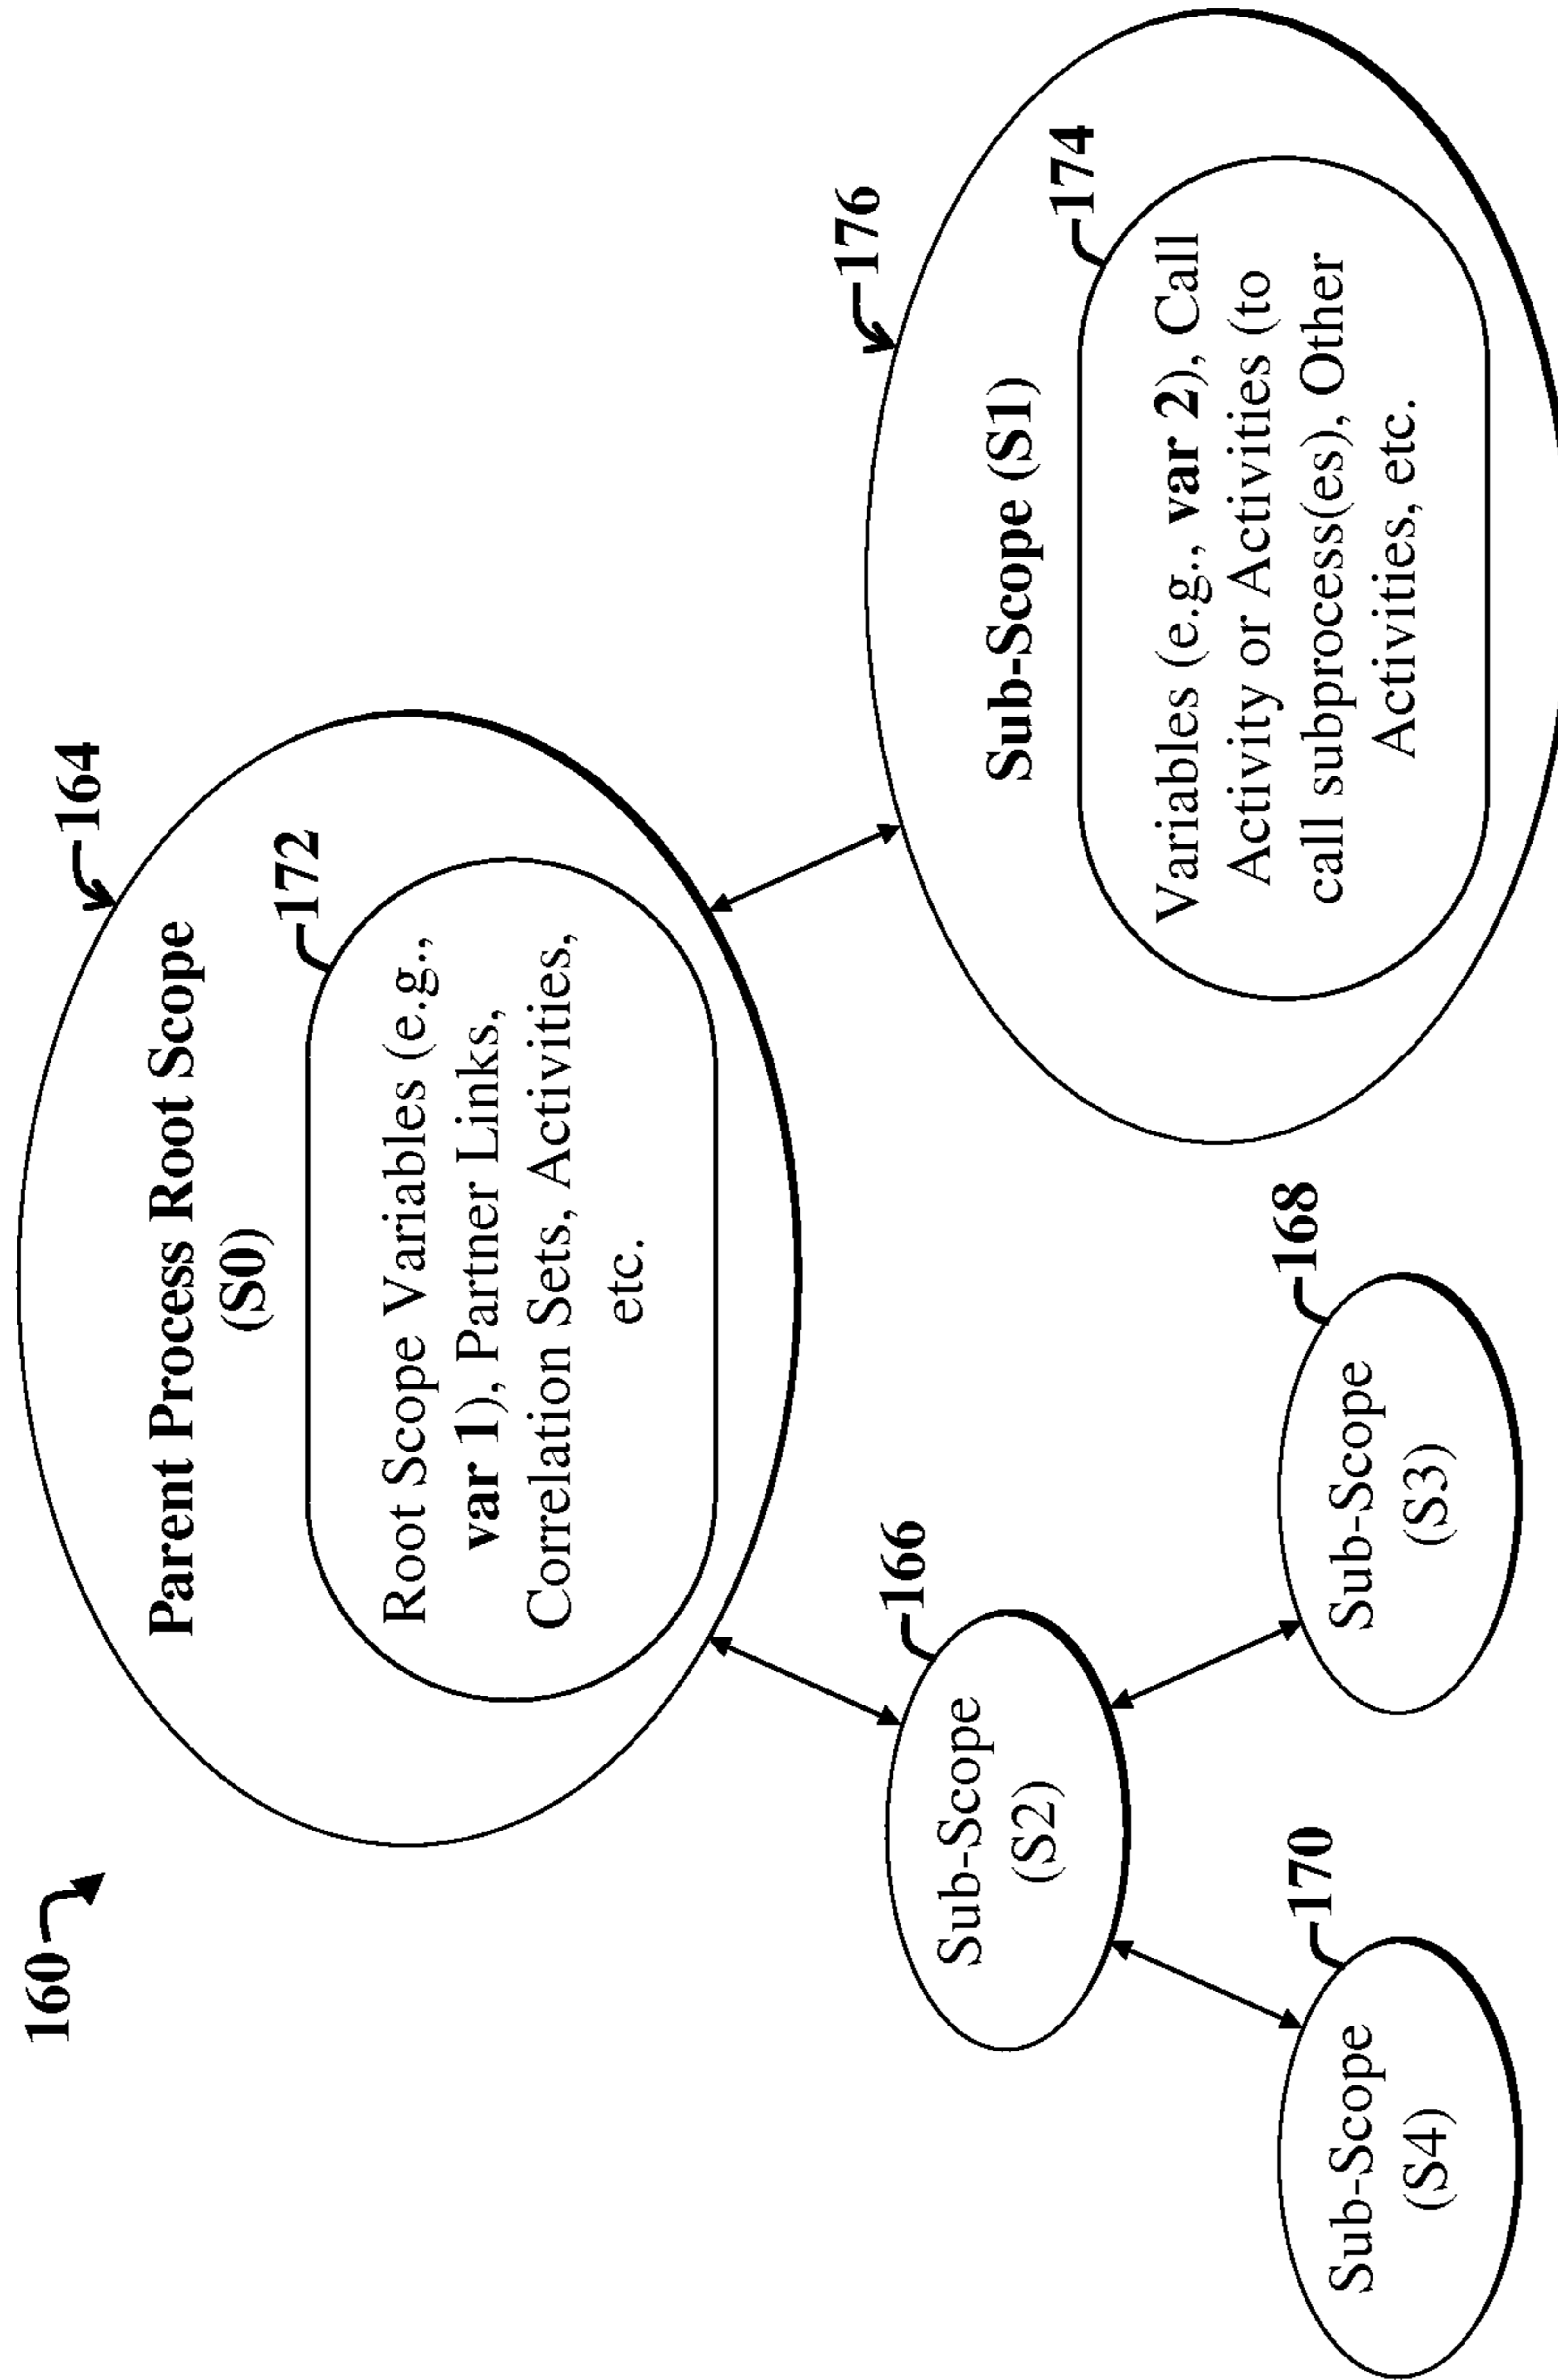 160
164
Parent Process Root Scope
(S0)
172
Root Scope Variables (e.g.,
var 1), Partner Links,
Correlation Sets, Activities,
etc.
166
Sub-Scope
(S2)
176
Sub-Scope (S1)
174
Variables (e.g., var 2), Call
Activity or Activities (to
call subprocess(es), Other
Activities, etc.
170
Sub-Scope
(S4)
168
Sub-Scope
(S3)